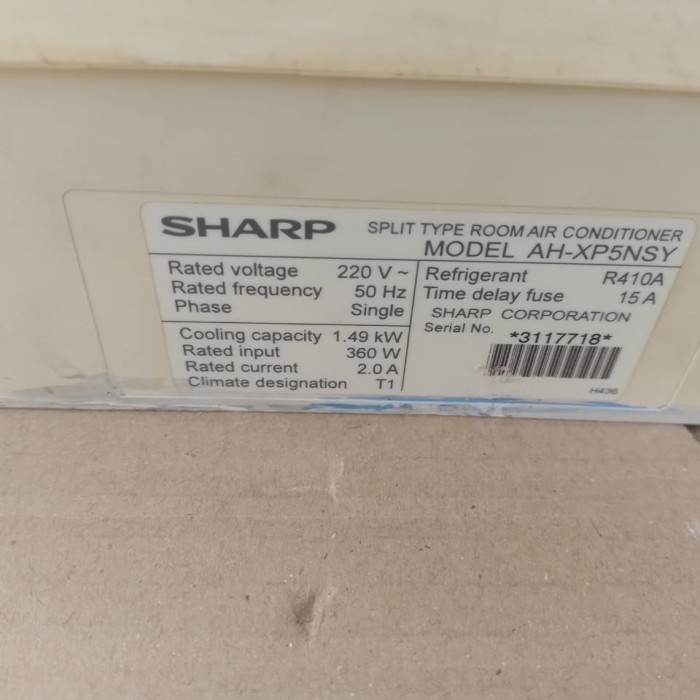 SHARP SPLIT TYPE ROOM AIR CONDITIONER
MODEL AH-XP5NSY
Rated voltage 220 V ~
Rated frequency 50 Hz
Phase Single
Cooling capacity 1.49 kW
Rated input 360 W
Rated current 2.0 A
Climate designation T1
Refrigerant R410A
Time delay fuse 15 A
SHARP CORPORATION
Serial No. *3117718*
H436